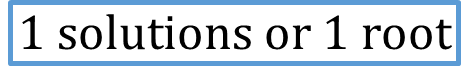 1 solutions or 1 root